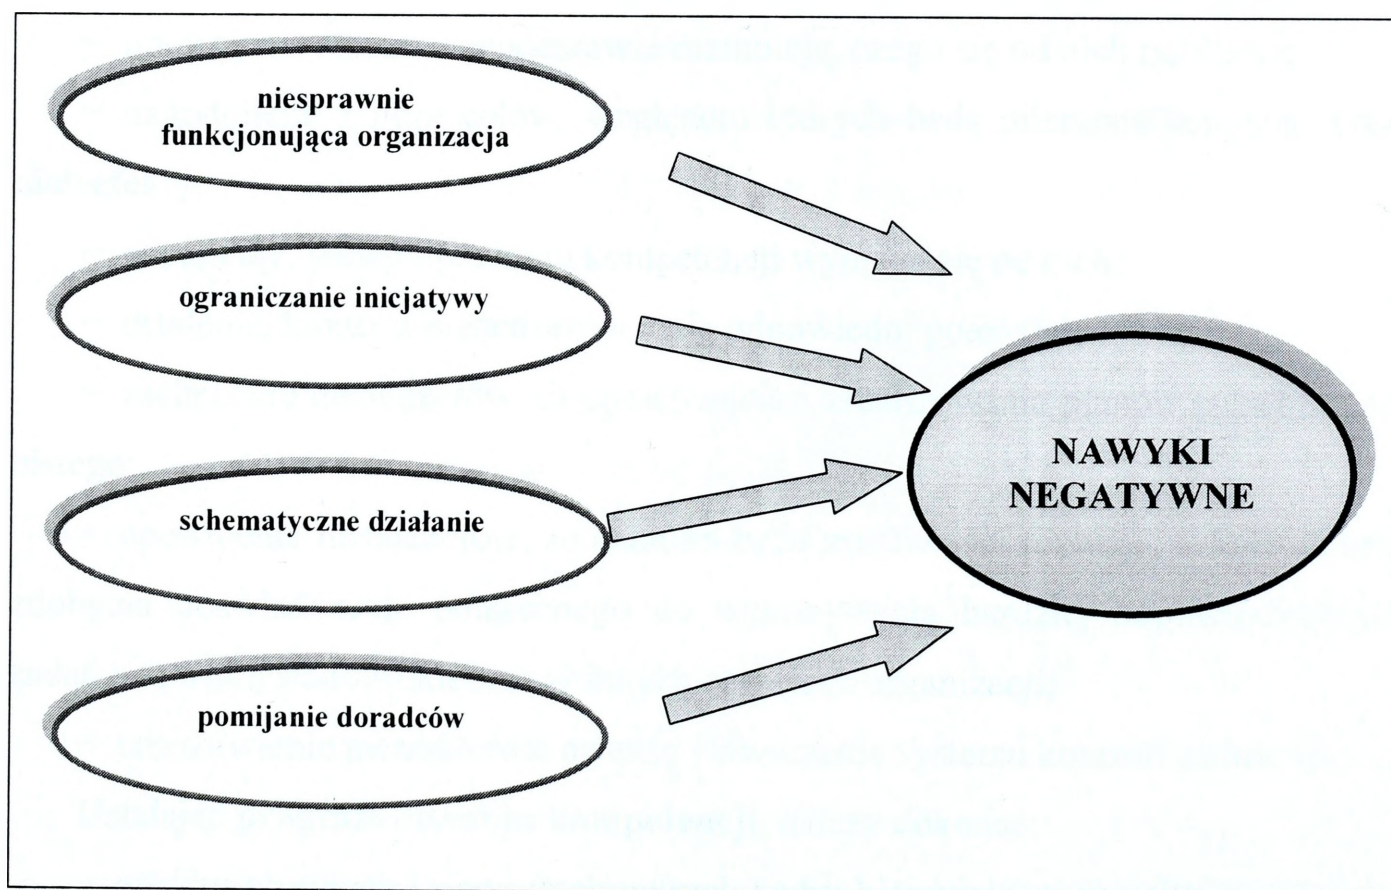 niesprawnie
funkcjonująca organizacja
ograniczanie inicjatywy
schematyczne działanie
pomijanie doradców
NAWYKI
NEGATYWNE